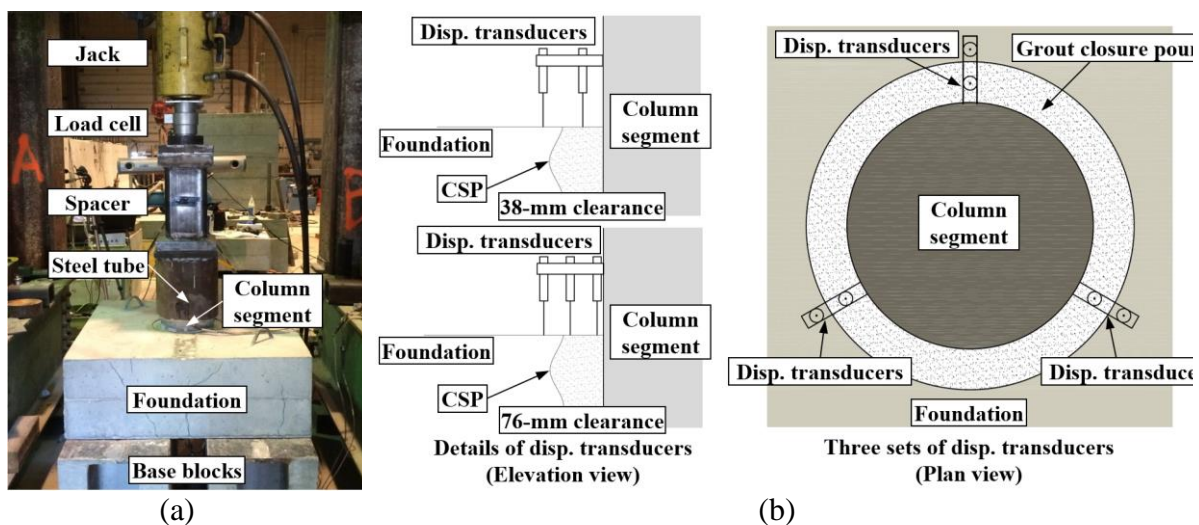 Jack
Load cell
Spacer
Steel tube
Column
segment
Foundation
Base blocks
A
(a)
Disp. transducers
Column
segment
Foundation
CSP
38-mm clearance
Disp. transducers
Column
segment
Foundation
CSP
76-mm clearance
Details of disp. transducers
(Elevation view)
Disp. transducers
Grout closure pour
Column
segment
Disp. transducers
Disp. transduce
Foundation
Three sets of disp. transducers
(Plan view)
(b)